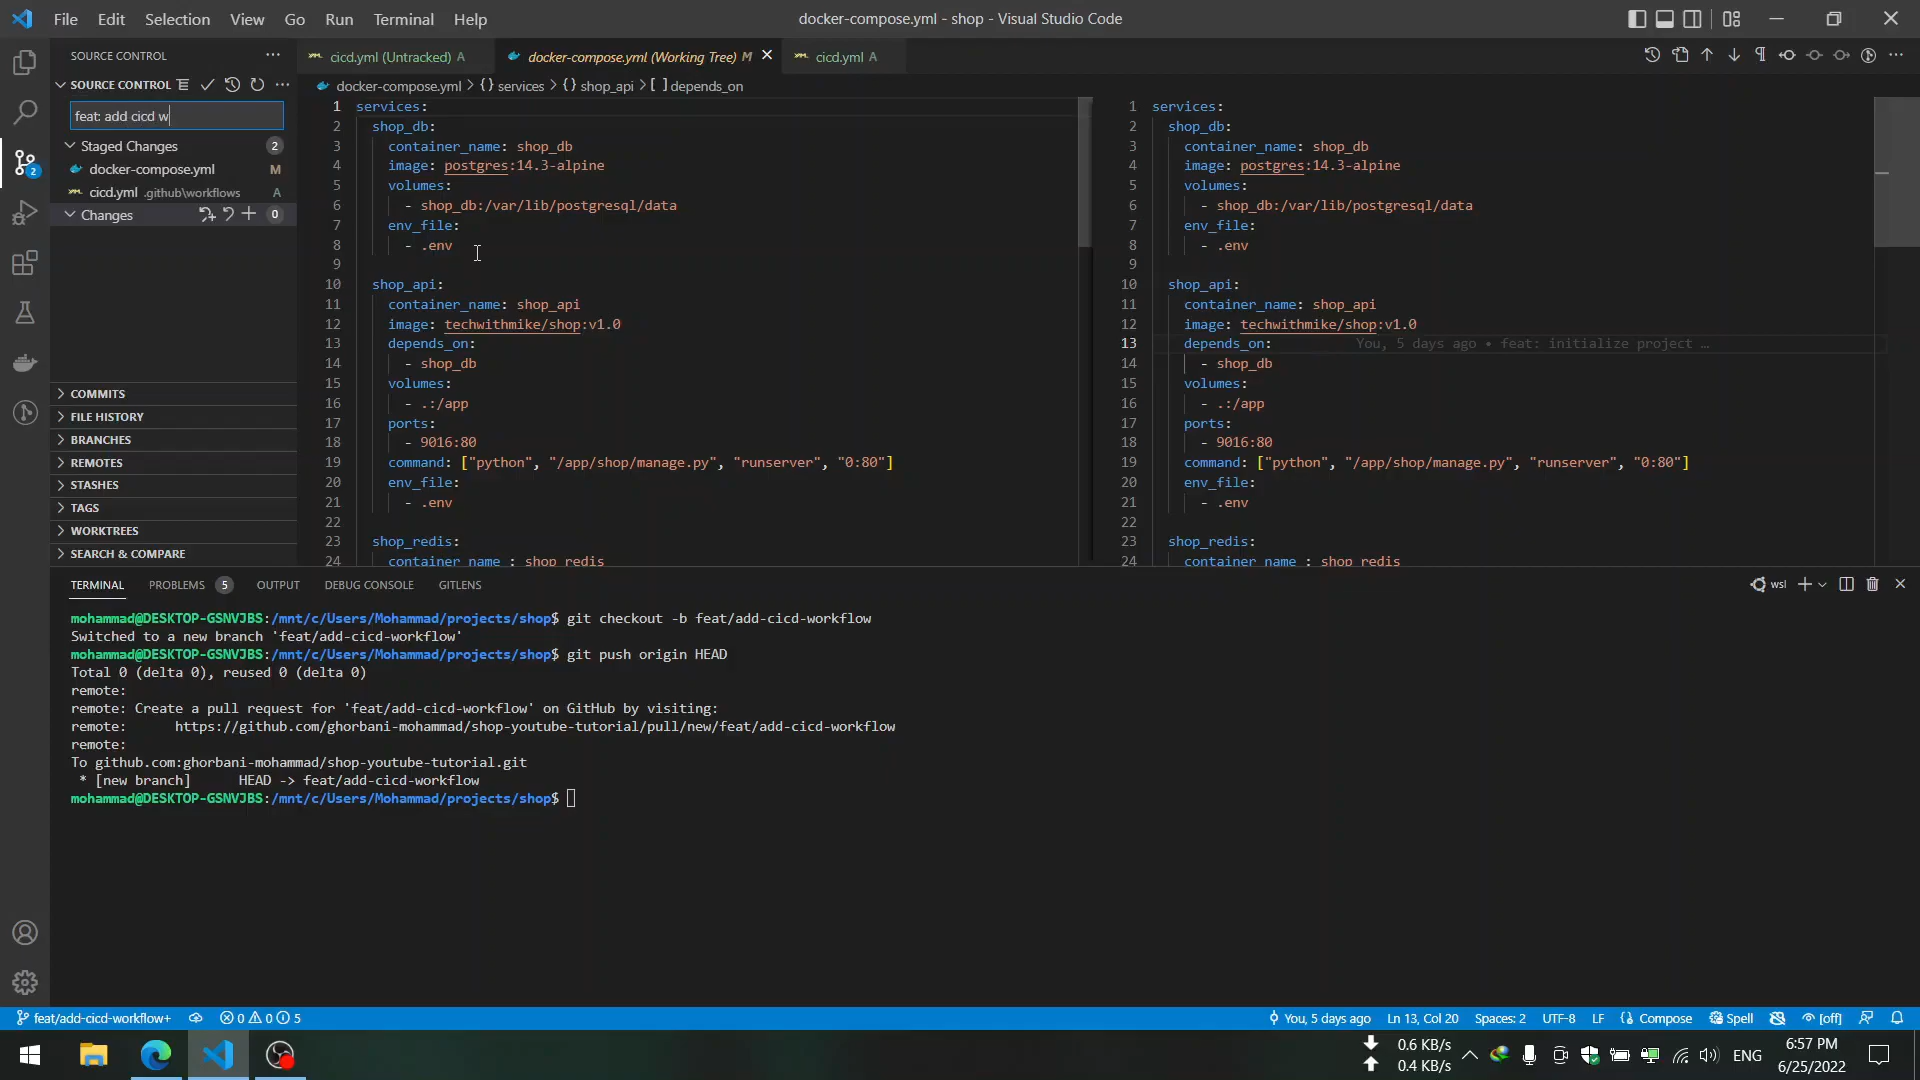 File Edit Selection View Go Run Terminal Help
docker-compose.yml - shop - Visual Studio Code
SOURCE CONTROL
cicd.yml (Untracked) A
docker-compose.yml (Working Tree) M
cicd.yml A
SOURCE CONTROL
docker-compose.yml > {} services > {} shop_api > [ ] depends_on
feat: add cicd w
Staged Changes 2
docker-compose.yml M
cicd.yml .github\workflows A
Changes 0
2
COMMITS
FILE HISTORY
BRANCHES
REMOTES
STASHES
TAGS
WORKTREES
SEARCH & COMPARE
1 services:
2 shop_db:
3 container_name: shop_db
4 image: postgres:14.3-alpine
5 volumes:
6 - shop_db:/var/lib/postgresql/data
7 env_file:
8 - .env
9
10 shop_api:
11 container_name: shop_api
12 image: techwithmike/shop:v1.0
13 depends_on:
14 - shop_db
15 volumes:
16 - .:/app
17 ports:
18 - 9016:80
19 command: ["python", "/app/shop/manage.py", "runserver", "0:80"]
20 env_file:
21 - .env
22
23 shop_redis:
24 container_name : shop_redis
1 services:
2 shop_db:
3 container_name: shop_db
4 image: postgres:14.3-alpine
5 volumes:
6 - shop_db:/var/lib/postgresql/data
7 env_file:
8 - .env
9
10 shop_api:
11 container_name: shop_api
12 image: techwithmike/shop:v1.0
13 depends_on: You, 5 days ago • feat: initialize project …
14 - shop_db
15 volumes:
16 - .:/app
17 ports:
18 - 9016:80
19 command: ["python", "/app/shop/manage.py", "runserver", "0:80"]
20 env_file:
21 - .env
22
23 shop_redis:
24 container_name : shop_redis
TERMINAL PROBLEMS 5 OUTPUT DEBUG CONSOLE GITLENS
wsl
mohammad@DESKTOP-GSNVJBS:/mnt/c/Users/Mohammad/projects/shop$ git checkout -b feat/add-cicd-workflow
Switched to a new branch 'feat/add-cicd-workflow'
mohammad@DESKTOP-GSNVJBS:/mnt/c/Users/Mohammad/projects/shop$ git push origin HEAD
Total 0 (delta 0), reused 0 (delta 0)
remote:
remote: Create a pull request for 'feat/add-cicd-workflow' on GitHub by visiting:
remote: https://github.com/ghorbani-mohammad/shop-youtube-tutorial/pull/new/feat/add-cicd-workflow
remote:
To github.com:ghorbani-mohammad/shop-youtube-tutorial.git
* [new branch] HEAD -> feat/add-cicd-workflow
mohammad@DESKTOP-GSNVJBS:/mnt/c/Users/Mohammad/projects/shop$
feat/add-cicd-workflow+ 0 0 5
You, 5 days ago Ln 13, Col 20 Spaces: 2 UTF-8 LF {} Compose Spell [off]
0.6 KB/s
0.4 KB/s
ENG
6:57 PM
6/25/2022